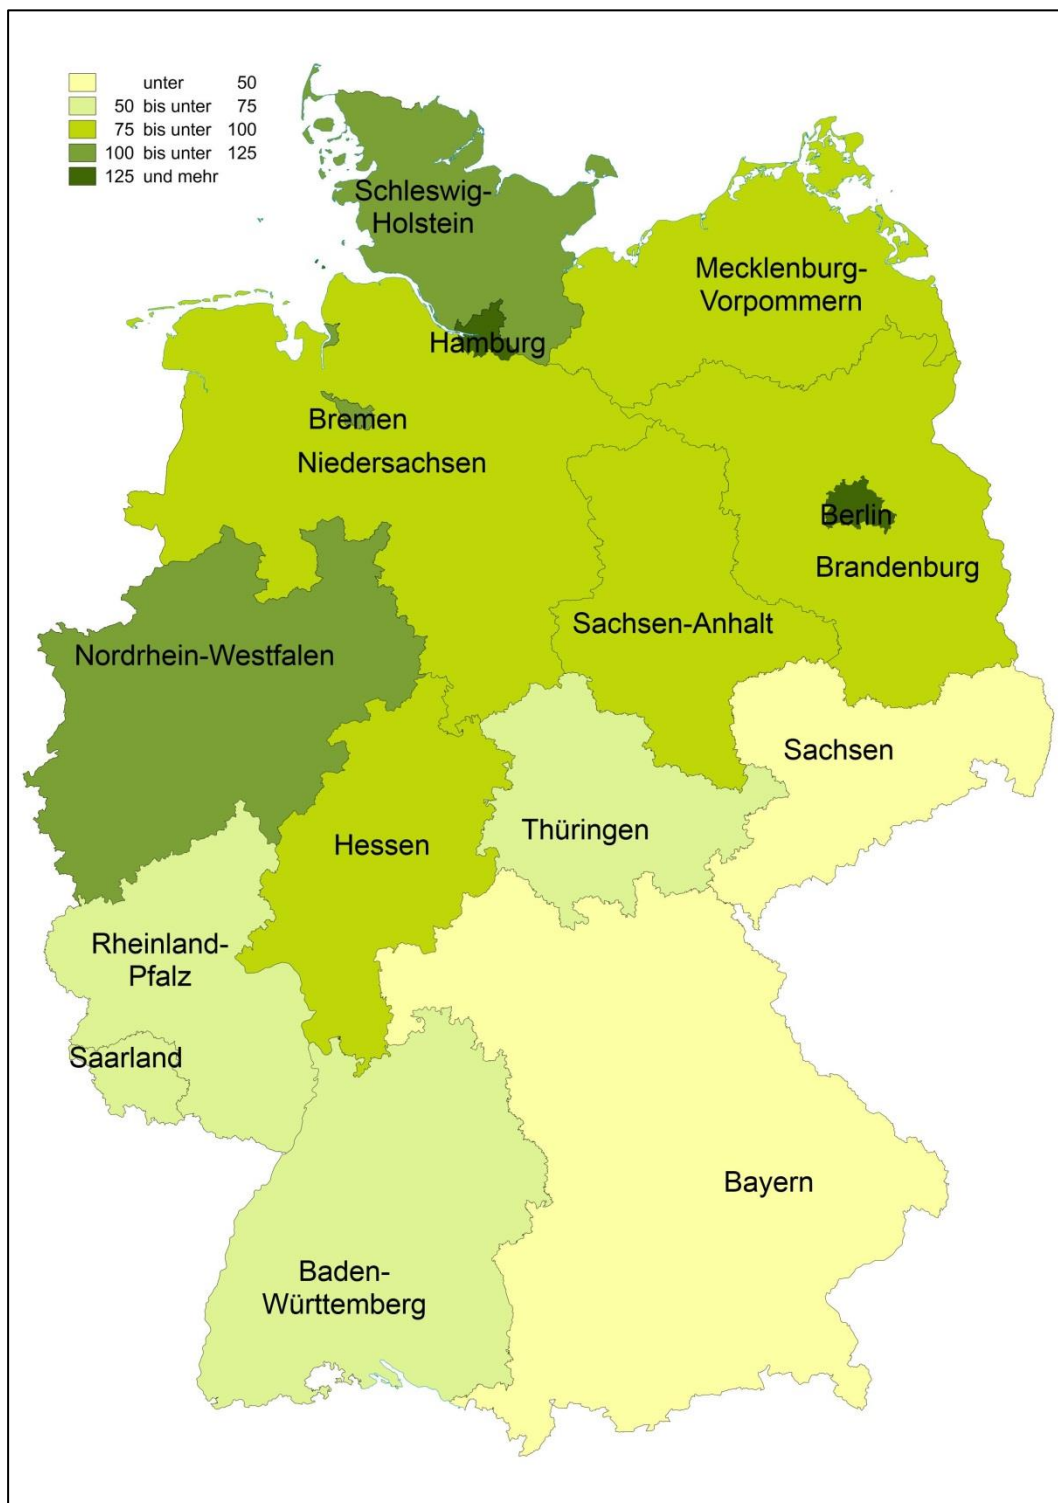 unter 50
50 bis unter 75
75 bis unter 100
100 bis unter 125
125 und mehr
Schleswig-
Holstein
Mecklenburg-
Vorpommern
Hamburg
Bremen
Niedersachsen
Berlin
Brandenburg
Sachsen-Anhalt
Nordrhein-Westfalen
Sachsen
Thüringen
Hessen
Rheinland-
Pfalz
Saarland
Bayern
Baden-
Württemberg